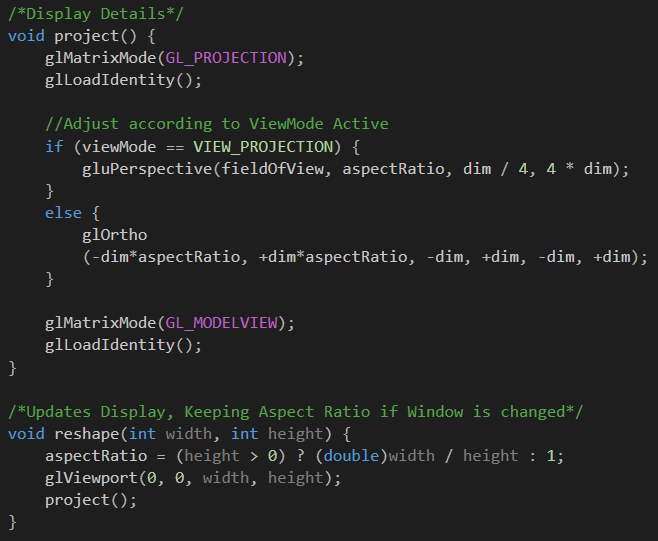 /*Display Details*/
void project() {
    glMatrixMode(GL_PROJECTION);
    glLoadIdentity();

    //Adjust according to ViewMode Active
    if (viewMode == VIEW_PROJECTION) {
        gluPerspective(fieldOfView, aspectRatio, dim / 4, 4 * dim);
    }
    else {
        glOrtho
        (-dim*aspectRatio, +dim*aspectRatio, -dim, +dim, -dim, +dim);
    }

    glMatrixMode(GL_MODELVIEW);
    glLoadIdentity();
}

/*Updates Display, Keeping Aspect Ratio if Window is changed*/
void reshape(int width, int height) {
    aspectRatio = (height > 0) ? (double)width / height : 1;
    glViewport(0, 0, width, height);
    project();
}